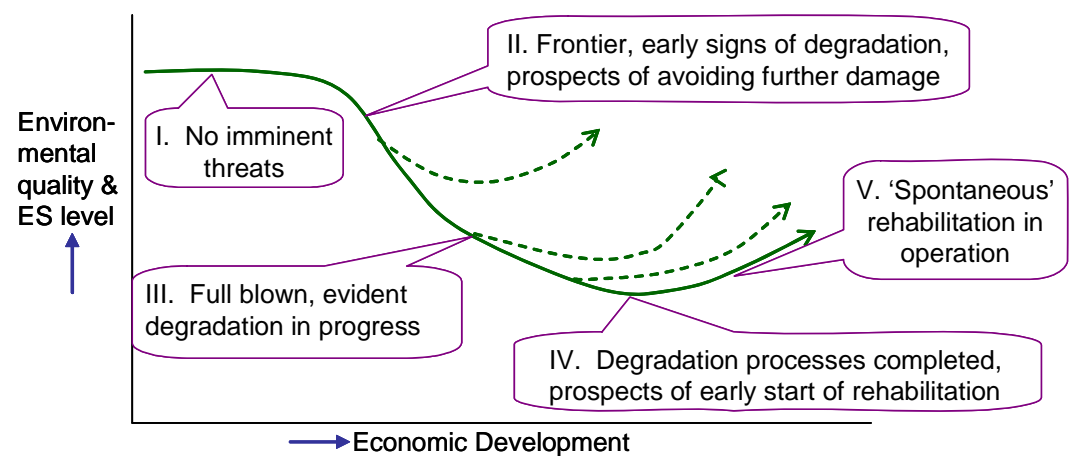 II. Frontier, early signs of degradation,
prospects of avoiding further damage
Environ-
mental
quality &
ES level
I. No imminent
threats
V. ‘Spontaneous’
rehabilitation in
operation
III. Full blown, evident
degradation in progress
IV. Degradation processes completed,
prospects of early start of rehabilitation
Economic Development